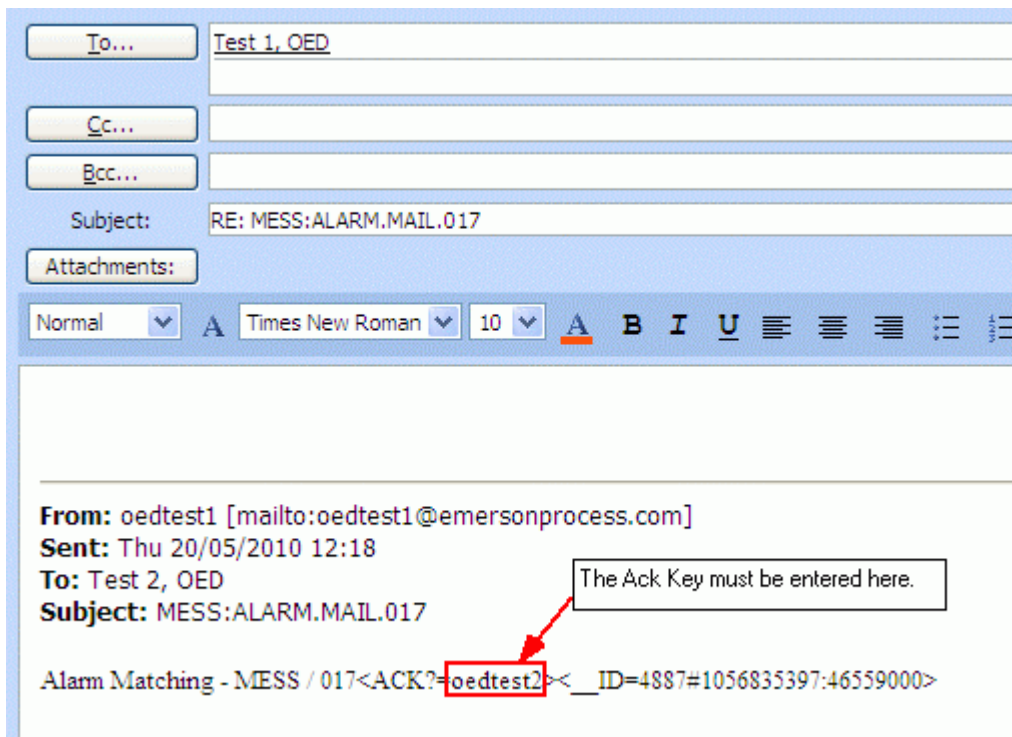 To...
Test 1, OED
Cc...
Bcc...
Subject: RE: MESS:ALARM.MAIL.017
Attachments:
Normal A Times New Roman 10 A B I U
From: oedtest1 [mailto:oedtest1@emersonprocess.com]
Sent: Thu 20/05/2010 12:18
To: Test 2, OED
The Ack Key must be entered here.
Subject: MESS:ALARM.MAIL.017
Alarm Matching - MESS / 017<ACK?=oedtest2><__ID=4887#1056835397:46559000>